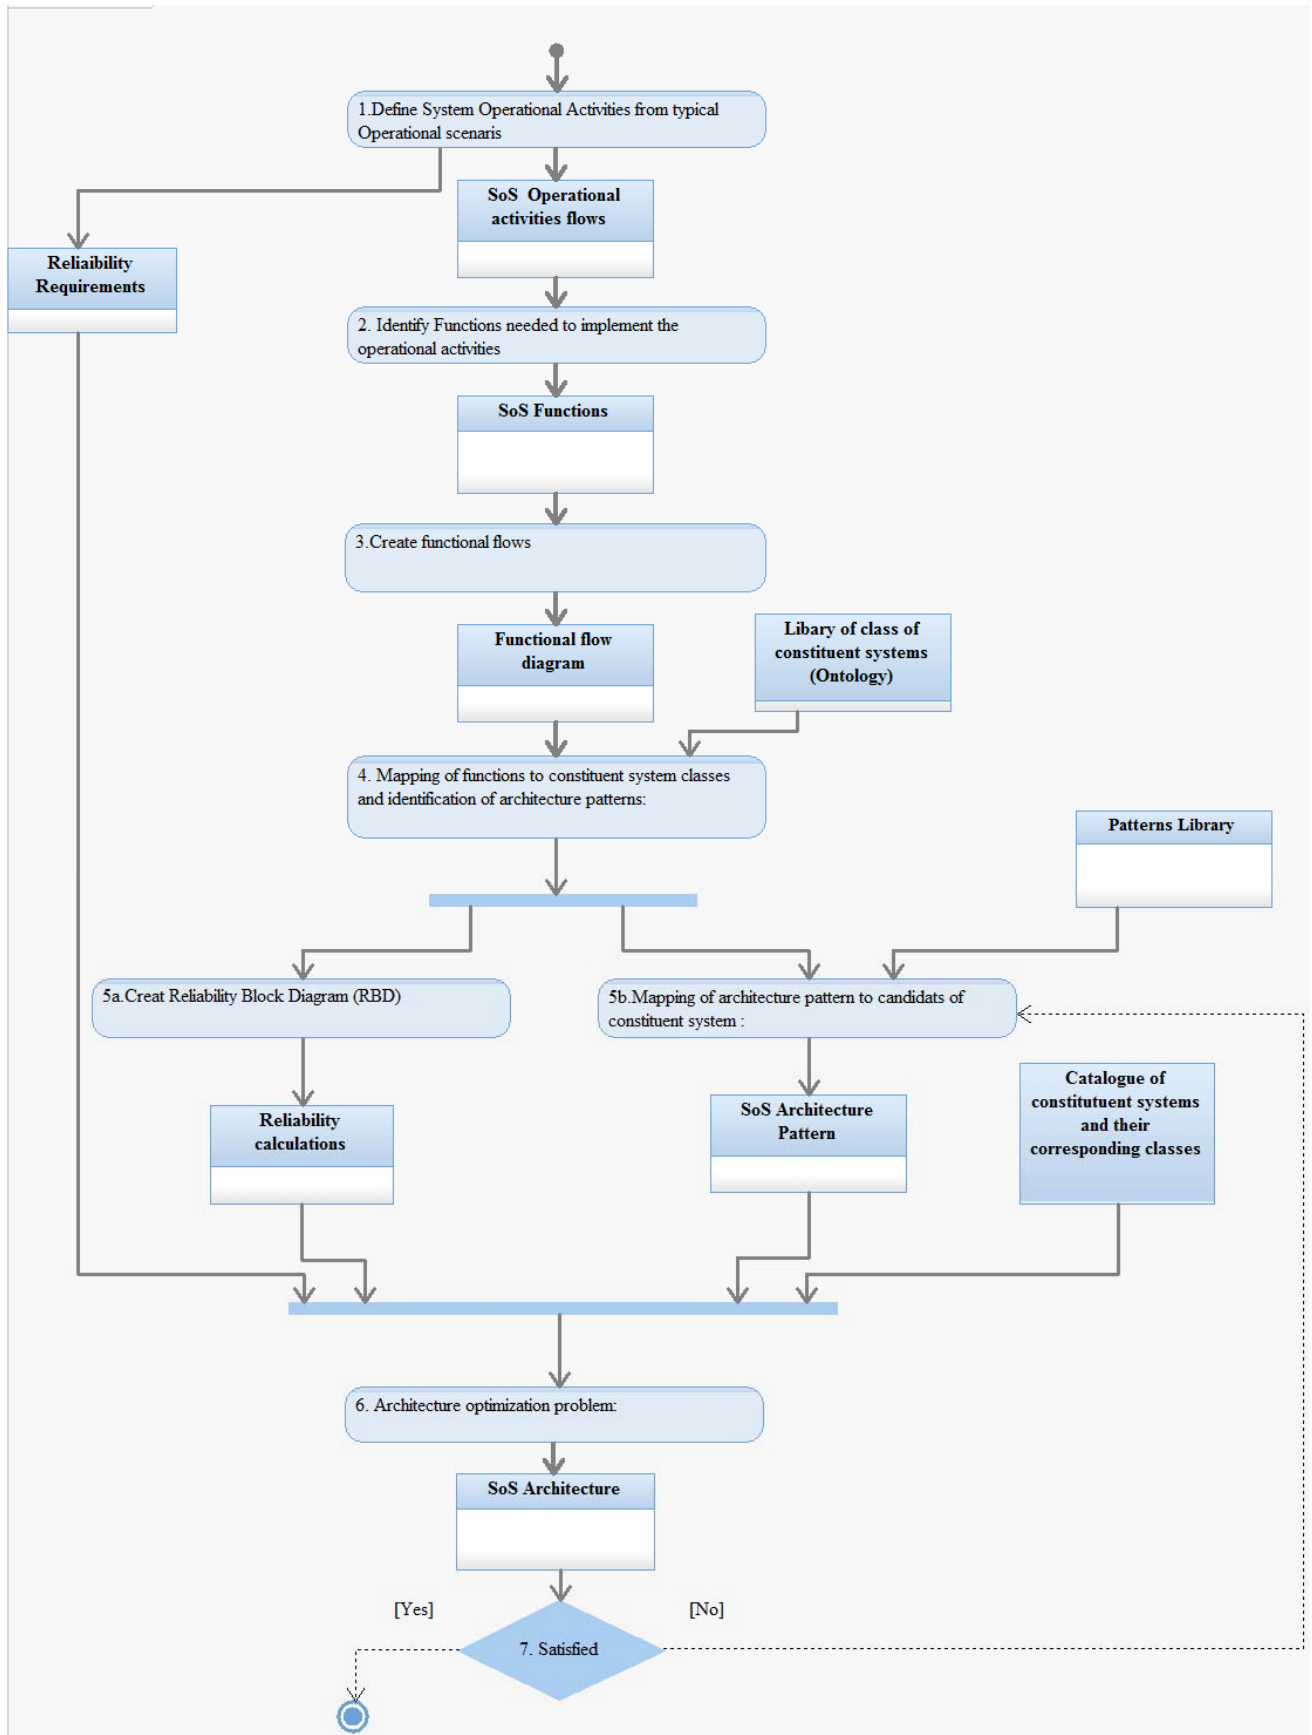 1.Define System Operational Activities from typical
Operational scenaris
SoS Operational
activities flows
Reliaibility
Requirements
2. Identify Functions needed to implement the
operational activities
SoS Functions
3.Create functional flows
Functional flow
diagram
Libary of class of
constituent systems
(Ontology)
4. Mapping of functions to constituent system classes
and identification of architecture patterns:
Patterns Library
5a.Creat Reliability Block Diagram (RBD)
5b.Mapping of architecture pattern to candidats of
constituent system :
Reliability
calculations
SoS Architecture
Pattern
Catalogue of
constitutuent systems
and their
corresponding classes
6. Architecture optimization problem:
SoS Architecture
[Yes]
[No]
7. Satisfied